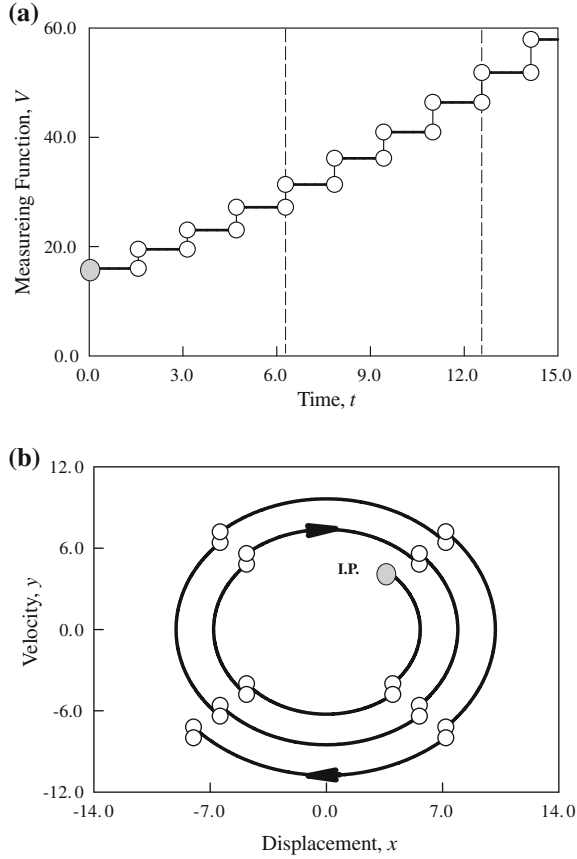 (a)
60.0
40.0
20.0
0.0
Measureing Function, V
0.0 3.0 6.0 9.0 12.0 15.0
Time, t
(b)
12.0
6.0
0.0
-6.0
-12.0
Velocity, y
I.P.
-14.0 -7.0 0.0 7.0 14.0
Displacement, x